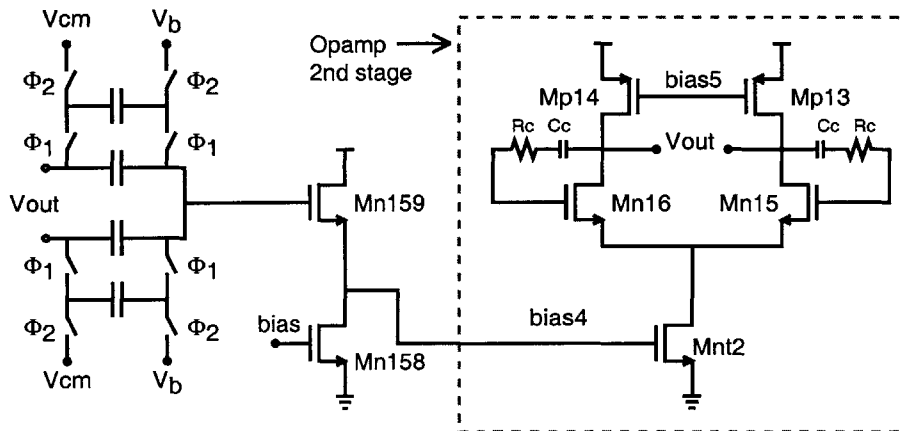 Vcm
Vb
Opamp
2nd stage
Φ2
Φ2
bias5
Mp14
Mp13
Rc
Cc
Cc
Rc
Φ1
Φ1
Vout
Vout
Mn159
Mn16
Mn15
Φ1
Φ1
bias
bias4
Φ2
Φ2
Mn158
Mnt2
Vcm
Vb